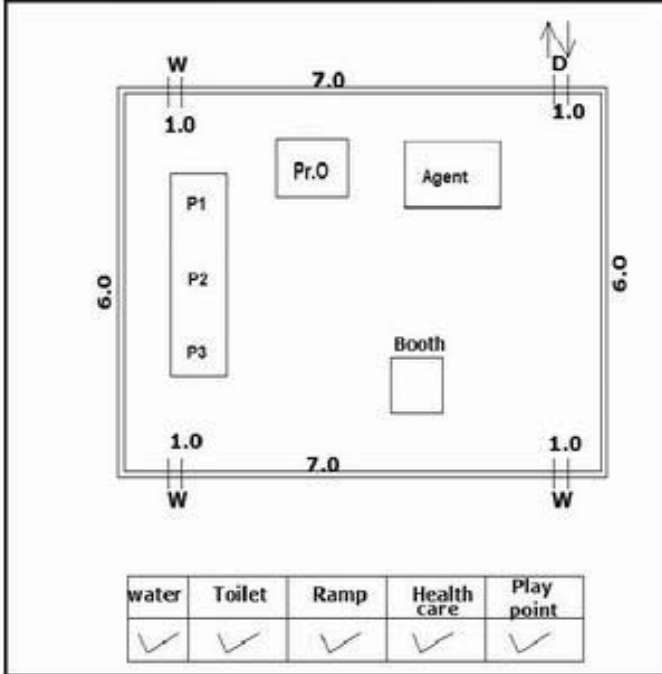 W
D
7.0
1.0
1.0
Pr.O
Agent
P1
P2
P3
6.0
6.0
Booth
1.0
1.0
7.0
W
W
water Toilet Ramp Health care Play point